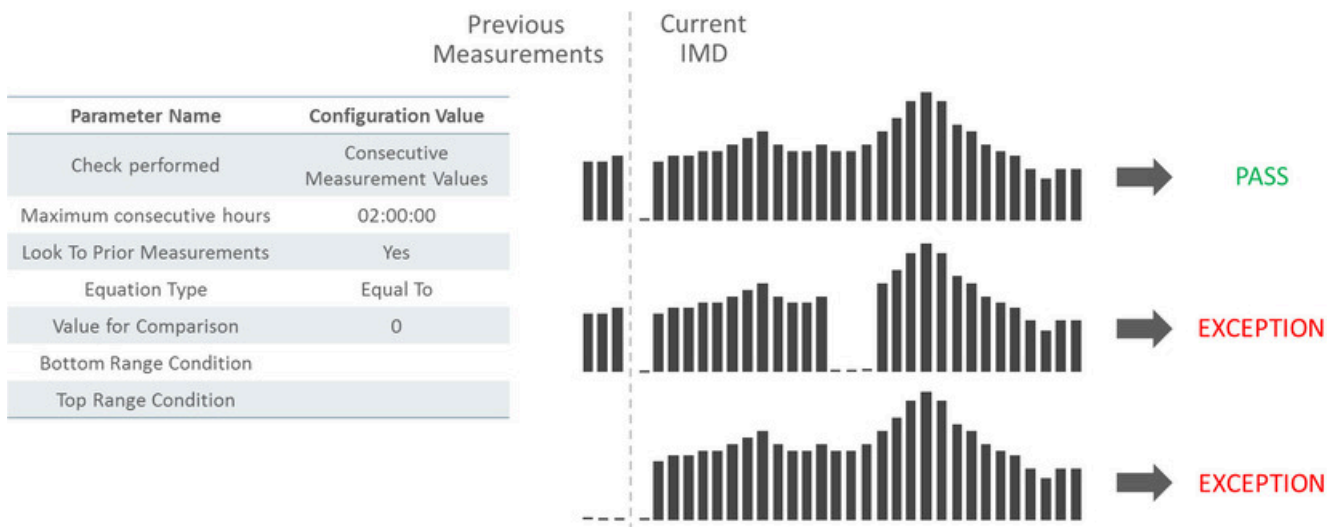 Previous
Measurements
Current
IMD
Parameter Name Configuration Value
Check performed Consecutive
Measurement Values
Maximum consecutive hours 02:00:00
Look To Prior Measurements Yes
Equation Type Equal To
Value for Comparison 0
Bottom Range Condition
Top Range Condition
PASS
EXCEPTION
EXCEPTION